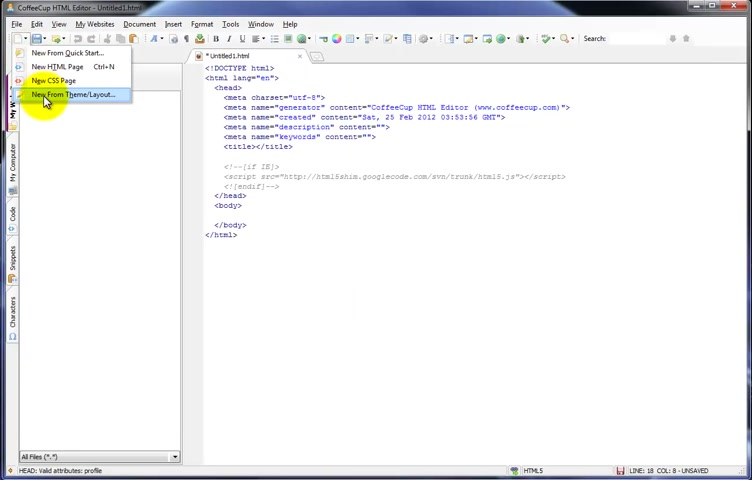 CoffeeCup HTML Editor - Untitled1.html
File Edit View My Websites Document Insert Format Tools Window Help
Search:
New From Quick Start...
New HTML Page Ctrl+N
New CSS Page
New From Theme/Layout...
* Untitled1.html
<!DOCTYPE html>
<html lang="en">
<head>
<meta charset="utf-8">
<meta name="generator" content="CoffeeCup HTML Editor (www.coffeecup.com)">
<meta name="created" content="Sat, 25 Feb 2012 03:53:56 GMT">
<meta name="description" content="">
<meta name="keywords" content="">
<title></title>
<!--[if IE]>
<script src="http://html5shim.googlecode.com/svn/trunk/html5.js"></script>
<![endif]-->
</head>
<body>
</body>
</html>
My Computer
Code
Snippets
Characters
All Files (*.*)
HEAD: Valid attributes: profile
HTML5
LINE: 18 COL: 8 - UNSAVED